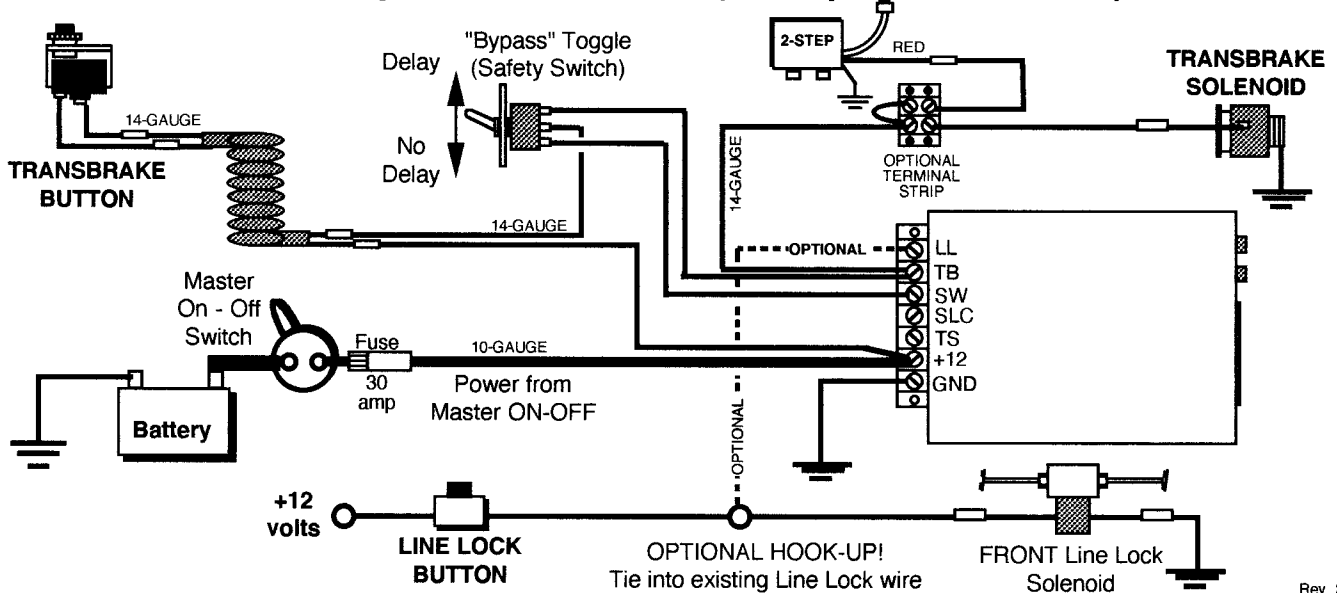 2-STEP
RED
"Bypass" Toggle
(Safety Switch)
Delay
No
Delay
TRANSBRAKE
SOLENOID
14-GAUGE
TRANSBRAKE
BUTTON
14-GAUGE
14-GAUGE
OPTIONAL
TERMINAL
STRIP
OPTIONAL
LL
TB
SW
SLC
TS
+12
GND
Master
On - Off
Switch
Fuse
30
amp
10-GAUGE
Power from
Master ON-OFF
Battery
OPTIONAL
+12
volts
LINE LOCK
BUTTON
OPTIONAL HOOK-UP!
Tie into existing Line Lock wire
FRONT Line Lock
Solenoid
Rev.